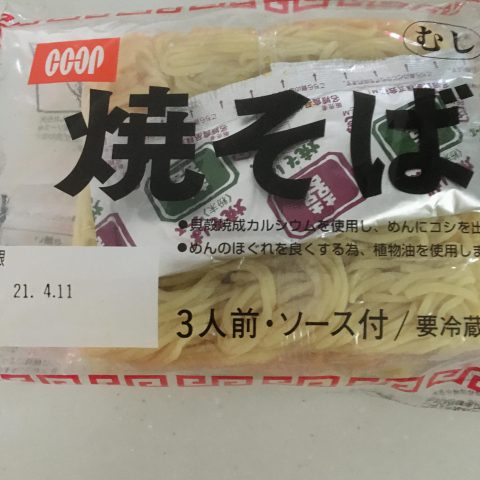 coop
むし
焼そば
●貝殻焼成カルシウムを使用し、めんにコシを出
●めんのほぐれを良くする為、植物油を使用しま
限
21. 4.11
3人前・ソース付/要冷蔵